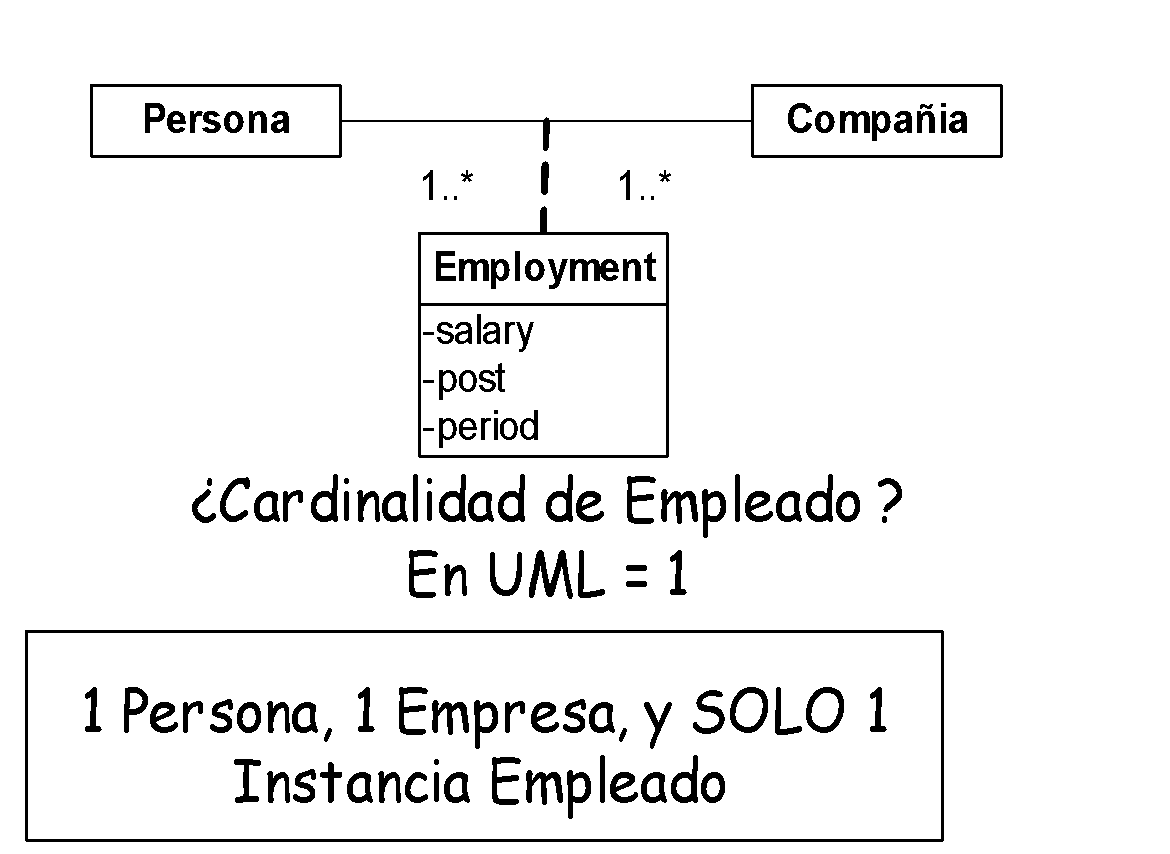 Persona
Compañia
1..*
1..*
Employment
-salary
-post
-period
¿Cardinalidad de Empleado ?
En UML = 1
1 Persona, 1 Empresa, y SOLO 1
Instancia Empleado